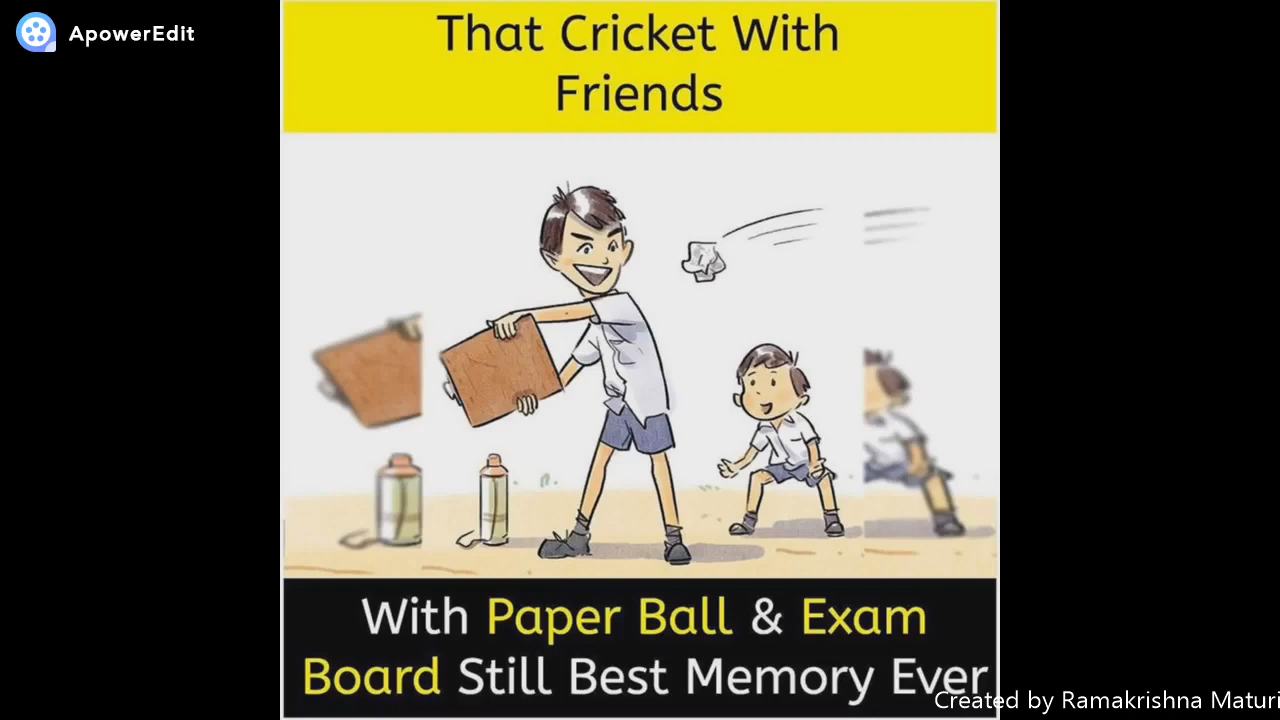 ApowerEdit
That Cricket With
Friends
With Paper Ball & Exam
Board Still Best Memory Ever
Created by Ramakrishna Maturi